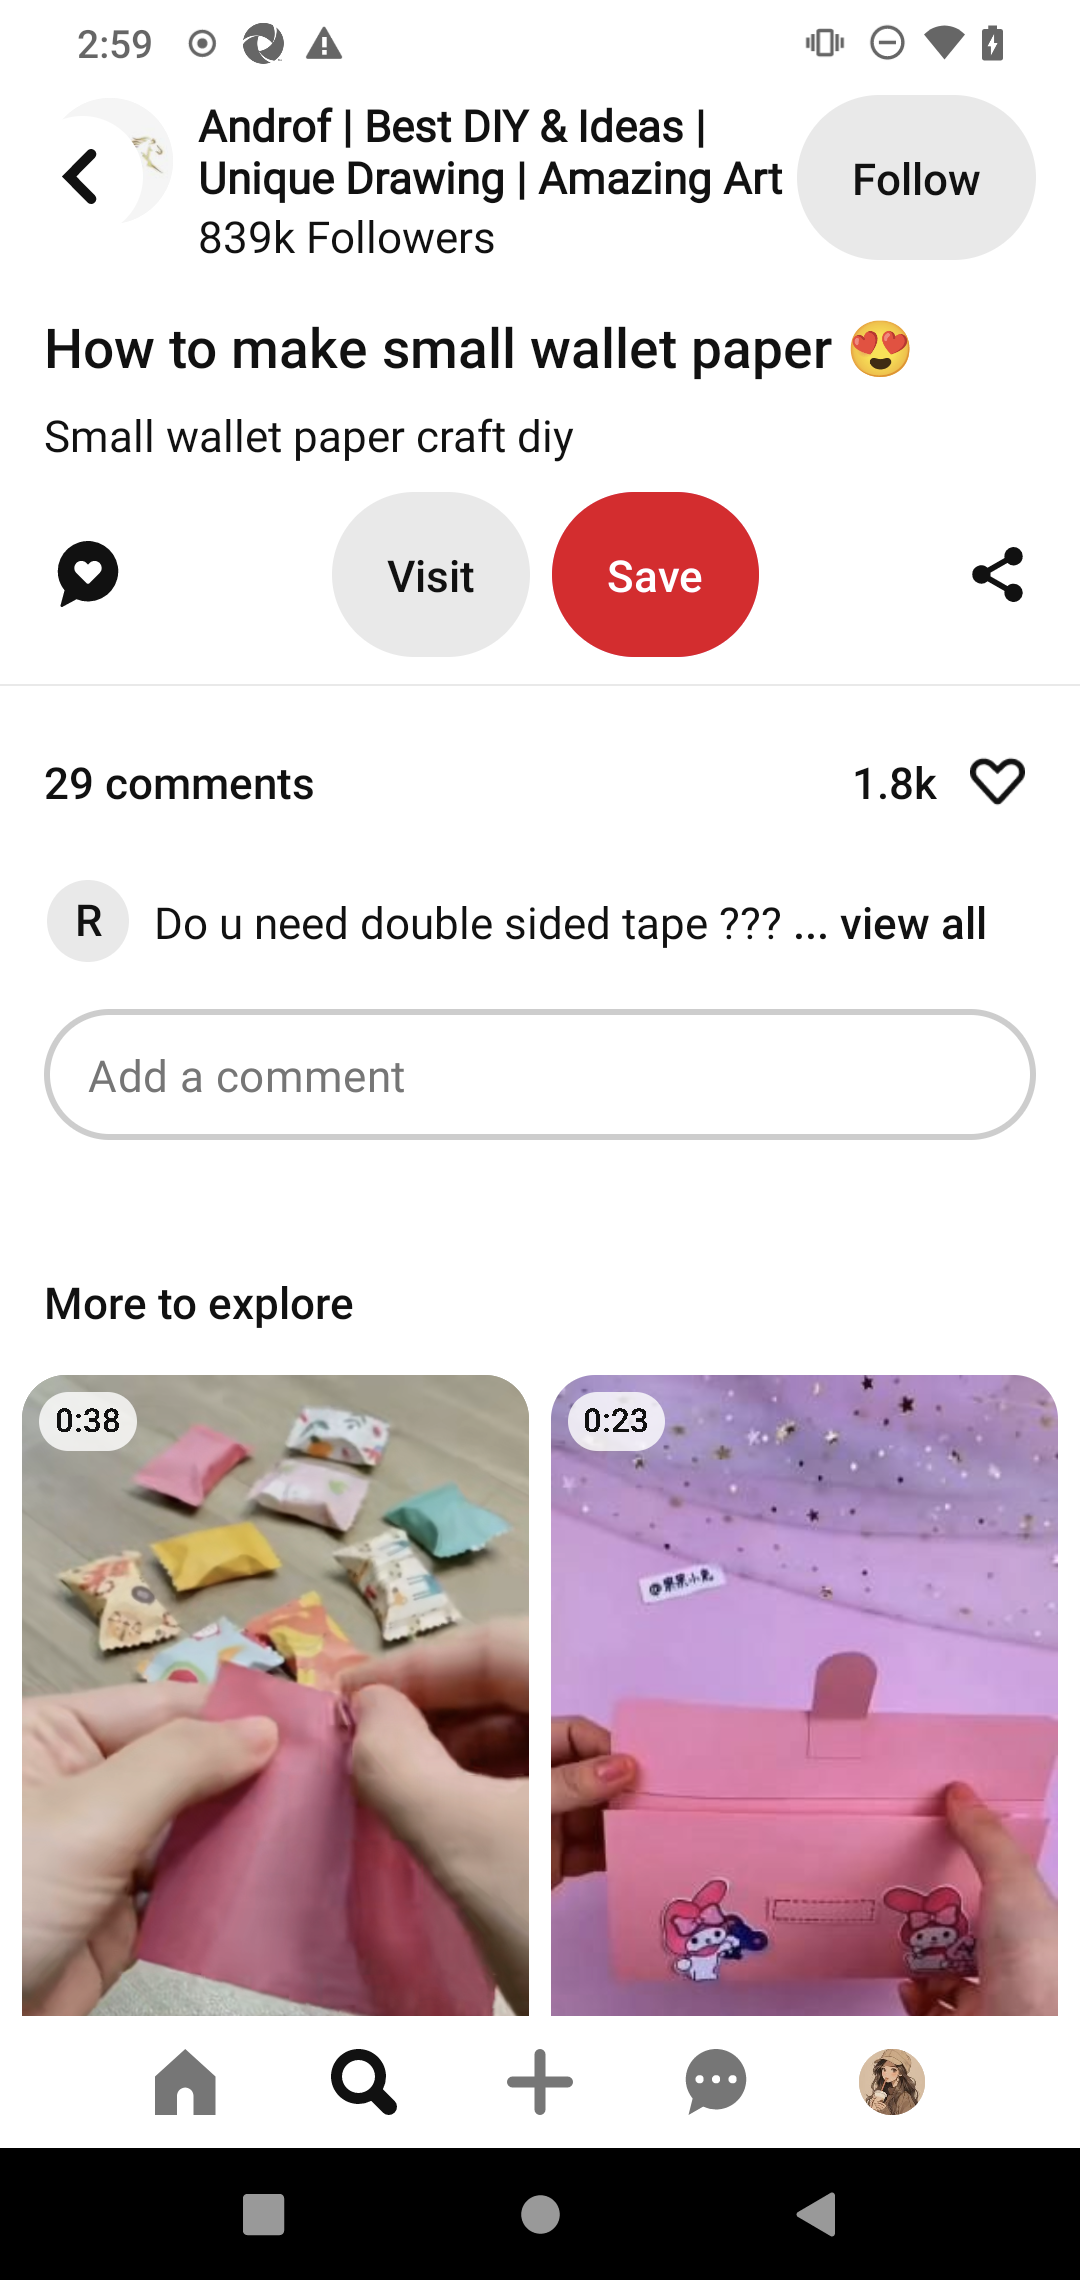 2:59
Androf | Best DIY & Ideas |
Unique Drawing | Amazing Art
839k Followers
Follow
How to make small wallet paper 😍
Small wallet paper craft diy
Visit
Save
29 comments
1.8k
R
Do u need double sided tape ??? ... view all
Add a comment
More to explore
0:38
0:23